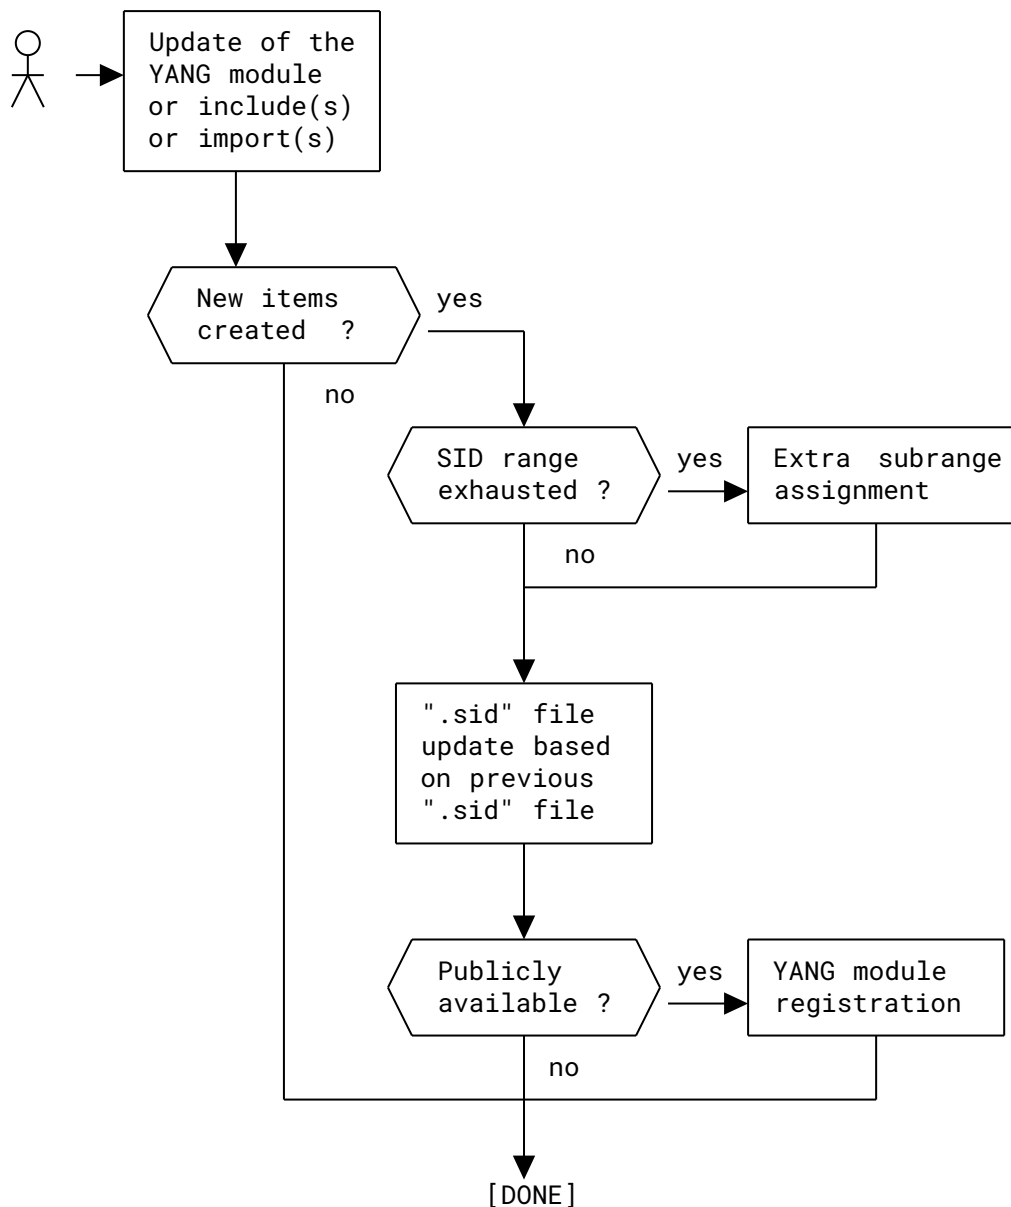 Update of the
YANG module
or include(s)
or import(s)
New items
created ?
yes
no
SID range
exhausted ?
yes
Extra subrange
assignment
no
".sid" file
update based
on previous
".sid" file
Publicly
available ?
yes
YANG module
registration
no
[DONE]